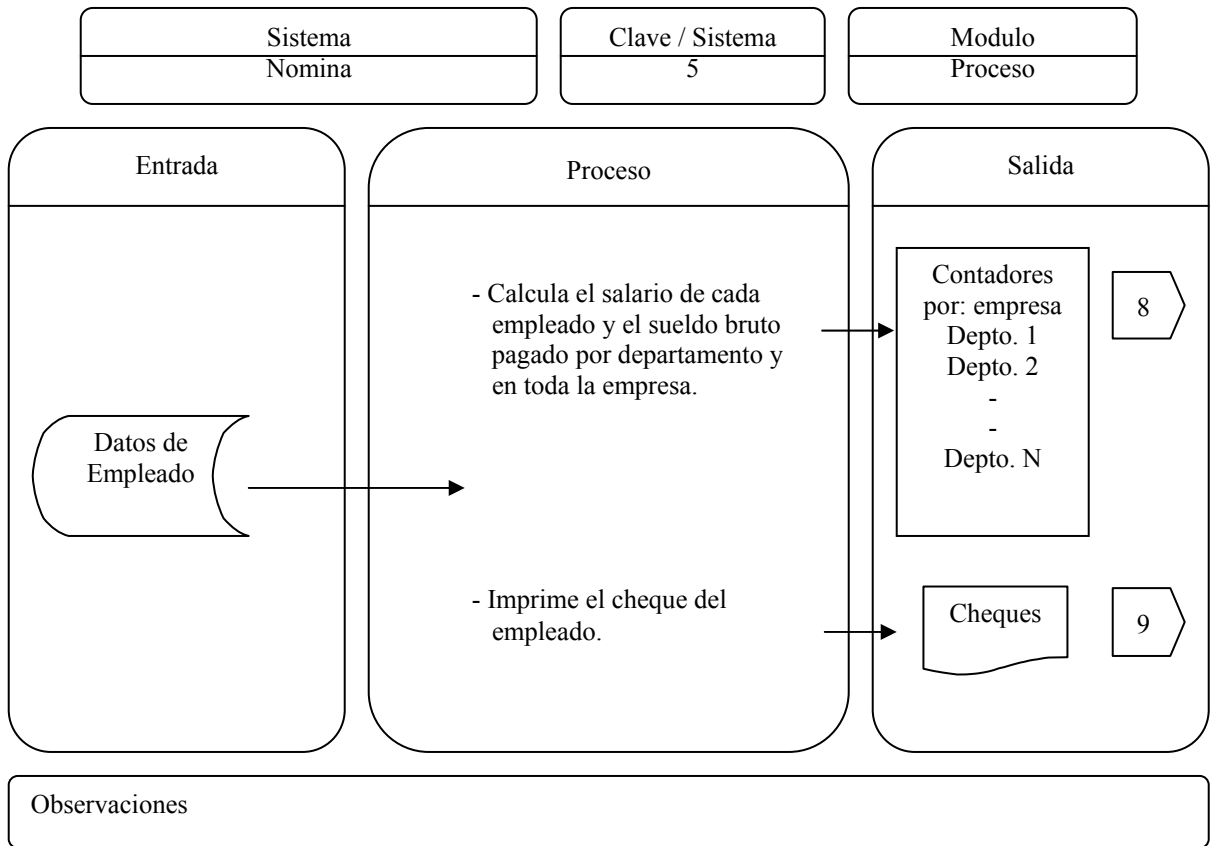 Sistema
Nomina
Clave / Sistema
5
Modulo
Proceso
Entrada
Datos de
Empleado
Proceso
- Calcula el salario de cada
empleado y el sueldo bruto
pagado por departamento y
en toda la empresa.
- Imprime el cheque del
empleado.
Salida
Contadores
por: empresa
Depto. 1
Depto. 2
-
-
Depto. N
8
Cheques
9
Observaciones